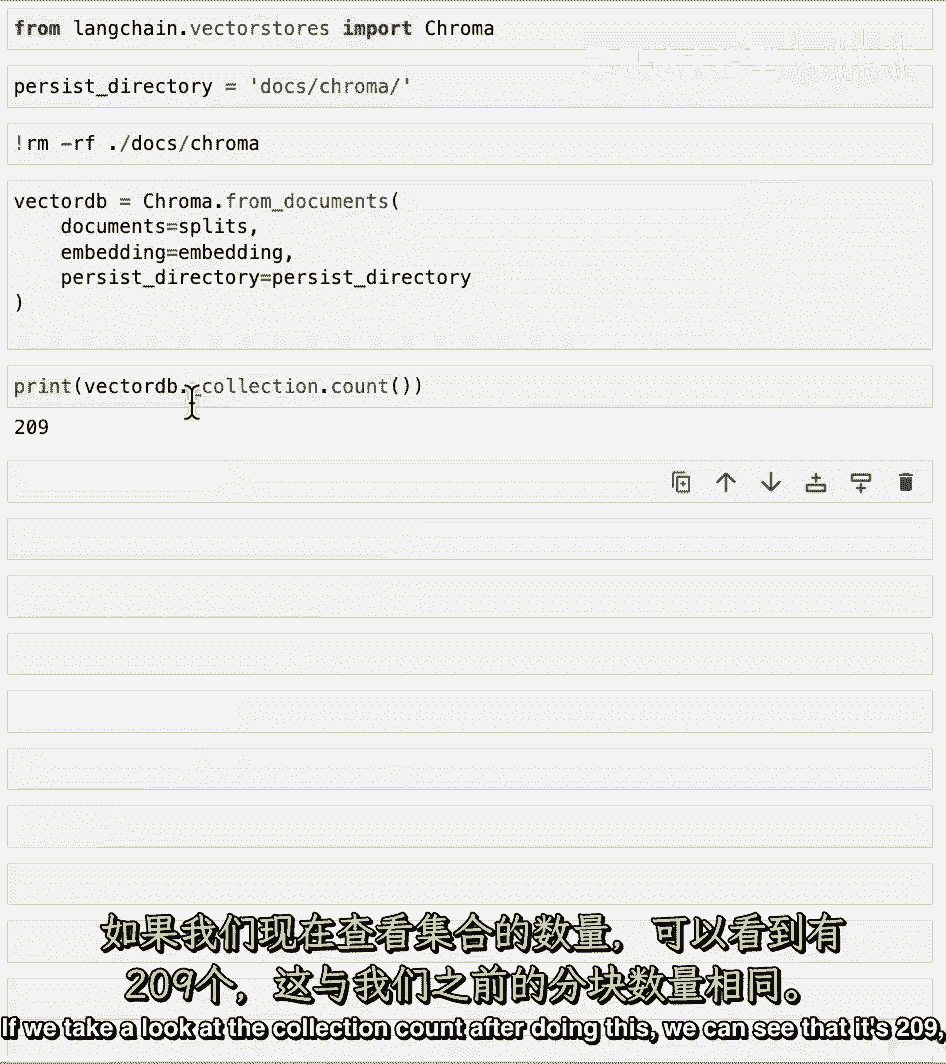 from langchain.vectorstores import Chroma
persist_directory = 'docs/chroma/'
!rm -rf ./docs/chroma
vectordb = Chroma.from_documents(
    documents=splits,
    embedding=embedding,
    persist_directory=persist_directory
)
print(vectordb._collection.count())
209
如果我们现在查看集合的数量，可以看到有
209个，这与我们之前的分块数量相同。
If we take a look at the collection count after doing this, we can see that it's 209,